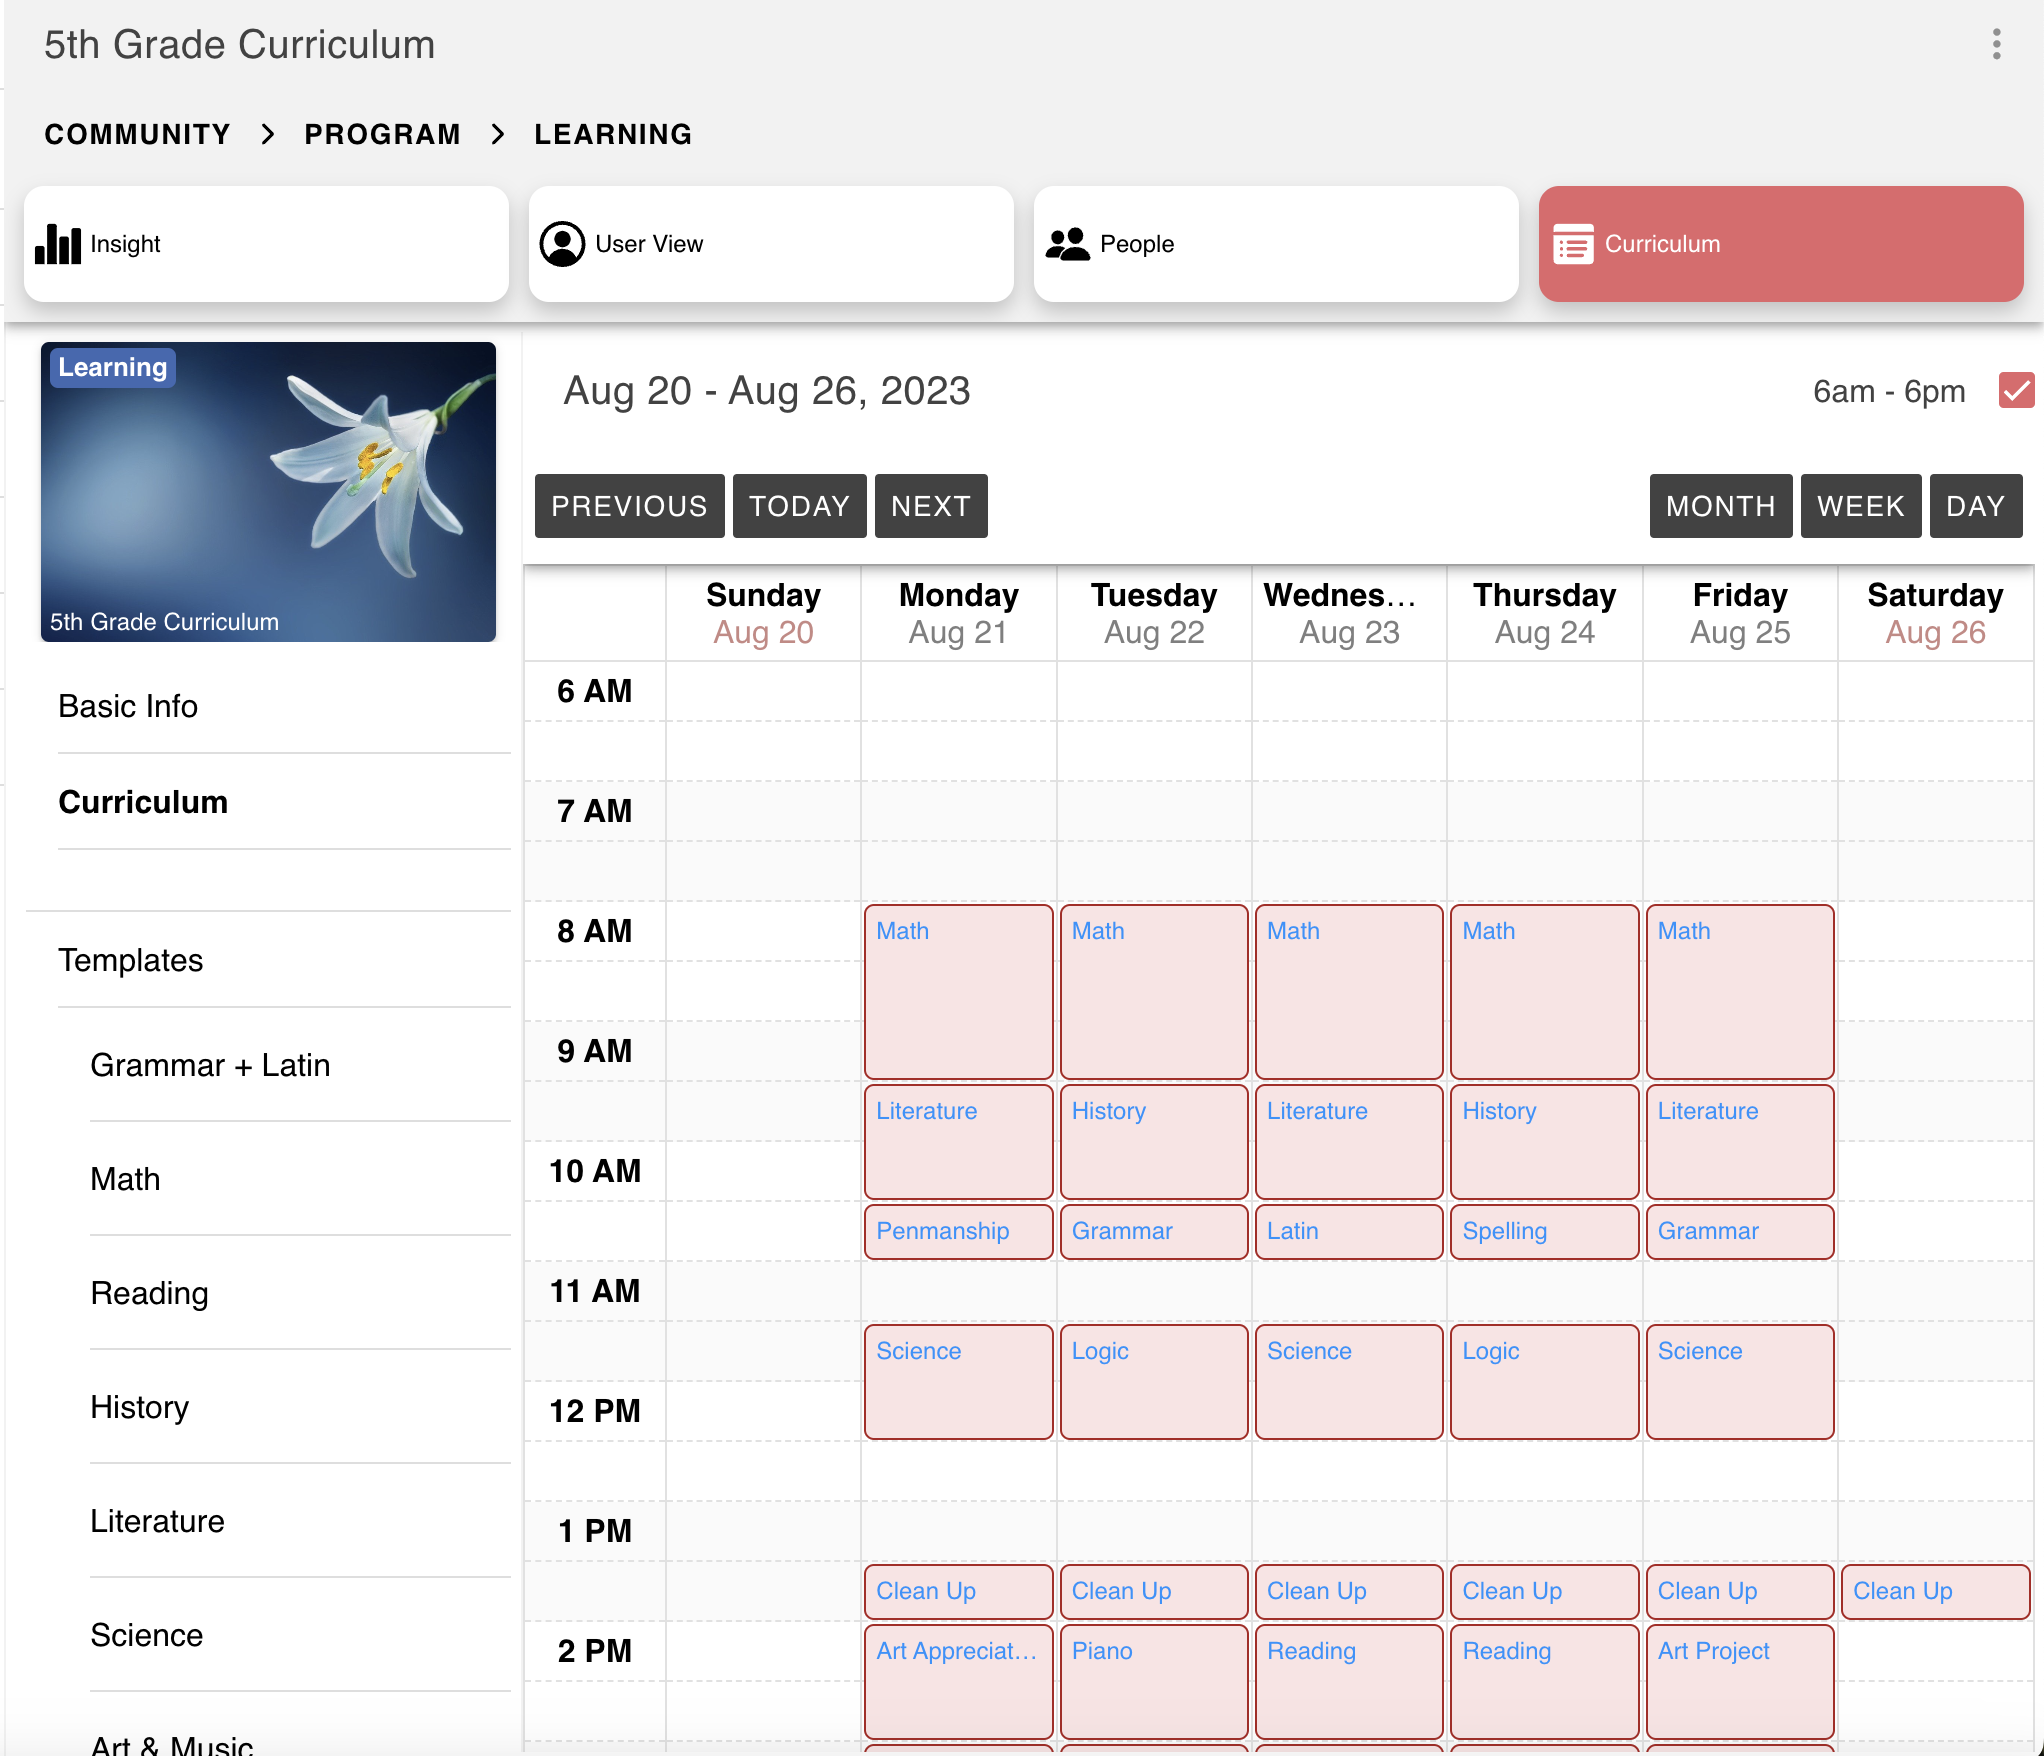 5th Grade Curriculum
COMMUNITY > PROGRAM > LEARNING
Insight
User View
People
Curriculum
Learning
5th Grade Curriculum
Basic Info
Curriculum
Templates
Grammar + Latin
Math
Reading
History
Literature
Science
Art & Music
Aug 20 - Aug 26, 2023
6am - 6pm
PREVIOUS TODAY NEXT
MONTH WEEK DAY
Sunday Monday Tuesday Wednes... Thursday Friday Saturday
Aug 20 Aug 21 Aug 22 Aug 23 Aug 24 Aug 25 Aug 26
6 AM
7 AM
8 AM Math Math Math Math Math
9 AM
Literature History Literature History Literature
10 AM
Penmanship Grammar Latin Spelling Grammar
11 AM
Science Logic Science Logic Science
12 PM
1 PM
Clean Up Clean Up Clean Up Clean Up Clean Up Clean Up
2 PM Art Appreciat... Piano Reading Reading Art Project